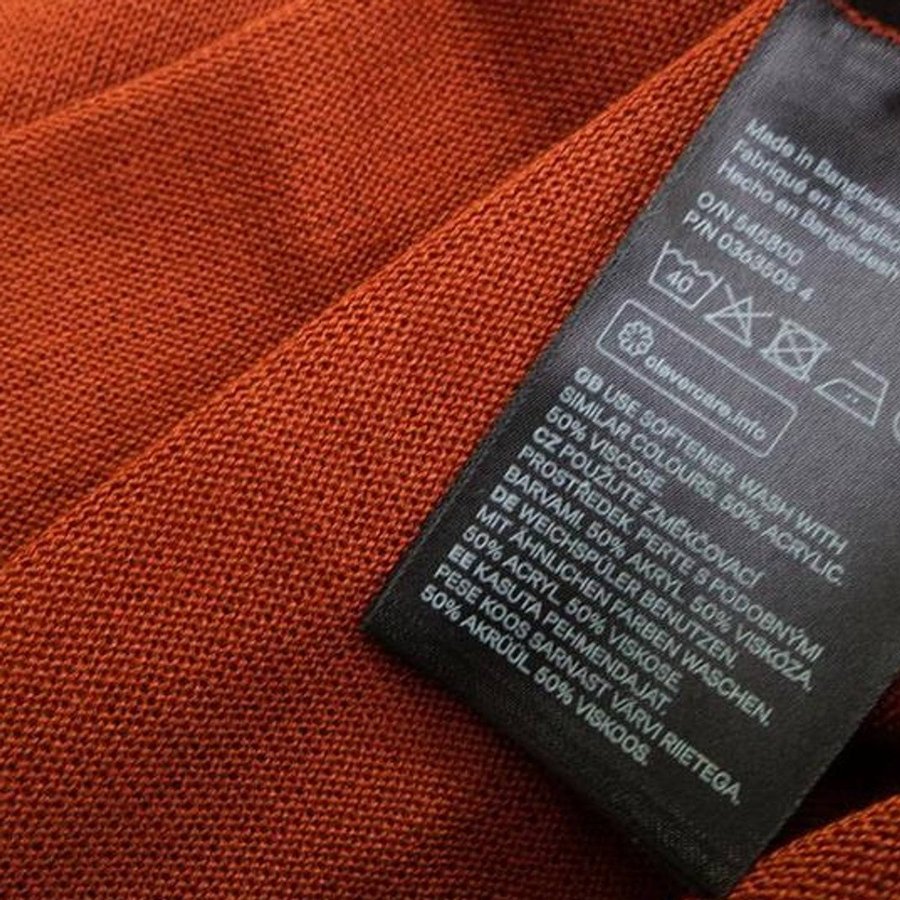 Made in Banglades
Fabriqué en Banglad
Hecho en Bangladesh
O/N 545800
P/N 0363505 4
40
clevercare.info
GB USE SOFTENER. WASH WITH
SIMILAR COLOURS. 50% ACRYLIC.
50% VISCOSE
CZ POUŽIJTE ZMĚKČOVACÍ
PROSTŘEDEK. PERTE S PODOBNÝMI
BARVAMI. 50% AKRYL. 50% VISKÓZA.
DE WEICHSPÜLER BENUTZEN.
MIT ÄHNLICHEN FARBEN WASCHEN.
50% ACRYL. 50% VISKOSE
EE KASUTA PEHMENDAJAT.
PESE KOOS SARNAST VÄRVI RIIETEGA.
50% AKRÜÜL. 50% VISKOOS.